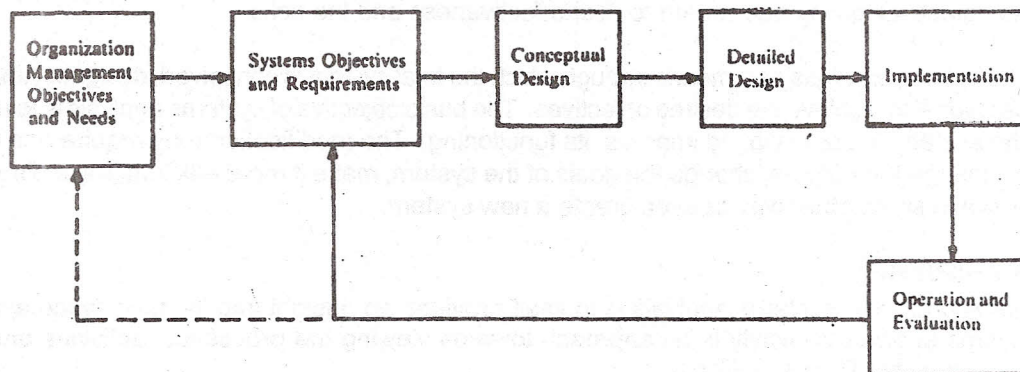 Organization
Management
Objectives
and Needs
Systems Objectives
and Requirements
Conceptual
Design
Detailed
Design
Implementation
Operation and
Evaluation